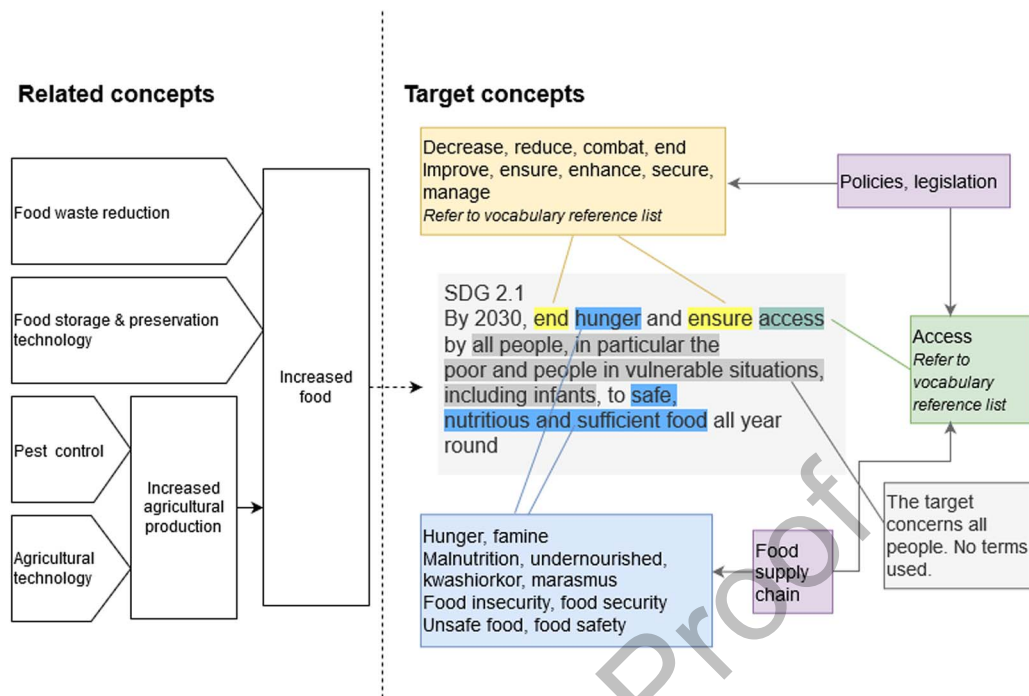 Related concepts
Target concepts
Food waste reduction
Food storage & preservation
technology
Pest control
Agricultural
technology
Increased
agricultural
production
Increased
food
Decrease, reduce, combat, end
Improve, ensure, enhance, secure,
manage
Refer to vocabulary reference list
Policies, legislation
SDG 2.1
By 2030, end hunger and ensure access
by all people, in particular the
poor and people in vulnerable situations,
including infants, to safe,
nutritious and sufficient food all year
round
Access
Refer to
vocabulary
reference list
The target
concerns all
people. No terms
used.
Hunger, famine
Malnutrition, undernourished,
kwashiorkor, marasmus
Food insecurity, food security
Unsafe food, food safety
Food
supply
chain
Proof